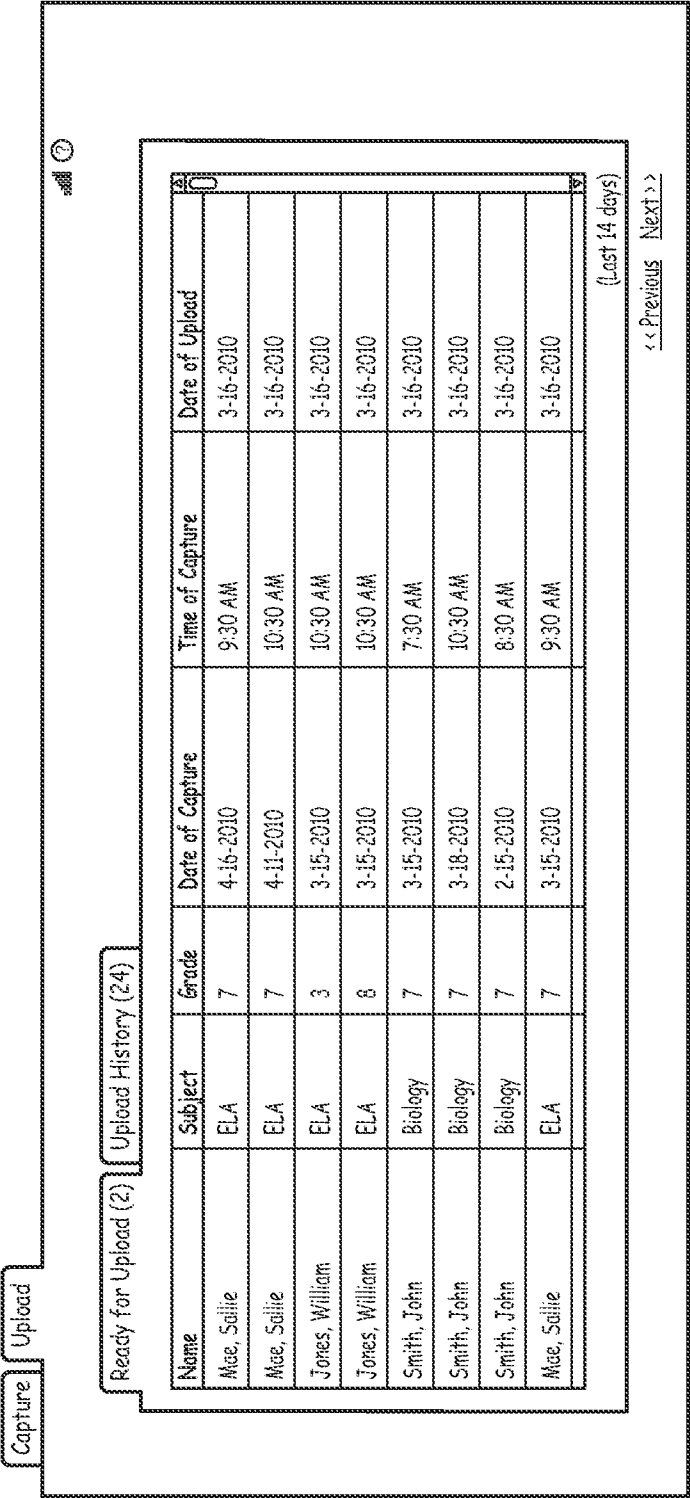 Capture Upload
?
Ready for Upload (2) Upload History (24)
Name Subject Grade Date of Capture Time of Capture Date of Upload
Mae, Sallie ELA 7 4-16-2010 9:30 AM 3-16-2010
Mae, Sallie ELA 7 4-11-2010 10:30 AM 3-16-2010
Jones, William ELA 3 3-15-2010 10:30 AM 3-16-2010
Jones, William ELA 8 3-15-2010 10:30 AM 3-16-2010
Smith, John Biology 7 3-15-2010 7:30 AM 3-16-2010
Smith, John Biology 7 3-18-2010 10:30 AM 3-16-2010
Smith, John Biology 7 2-15-2010 8:30 AM 3-16-2010
Mae, Sallie ELA 7 3-15-2010 9:30 AM 3-16-2010
(Last 14 days)
<< Previous Next >>